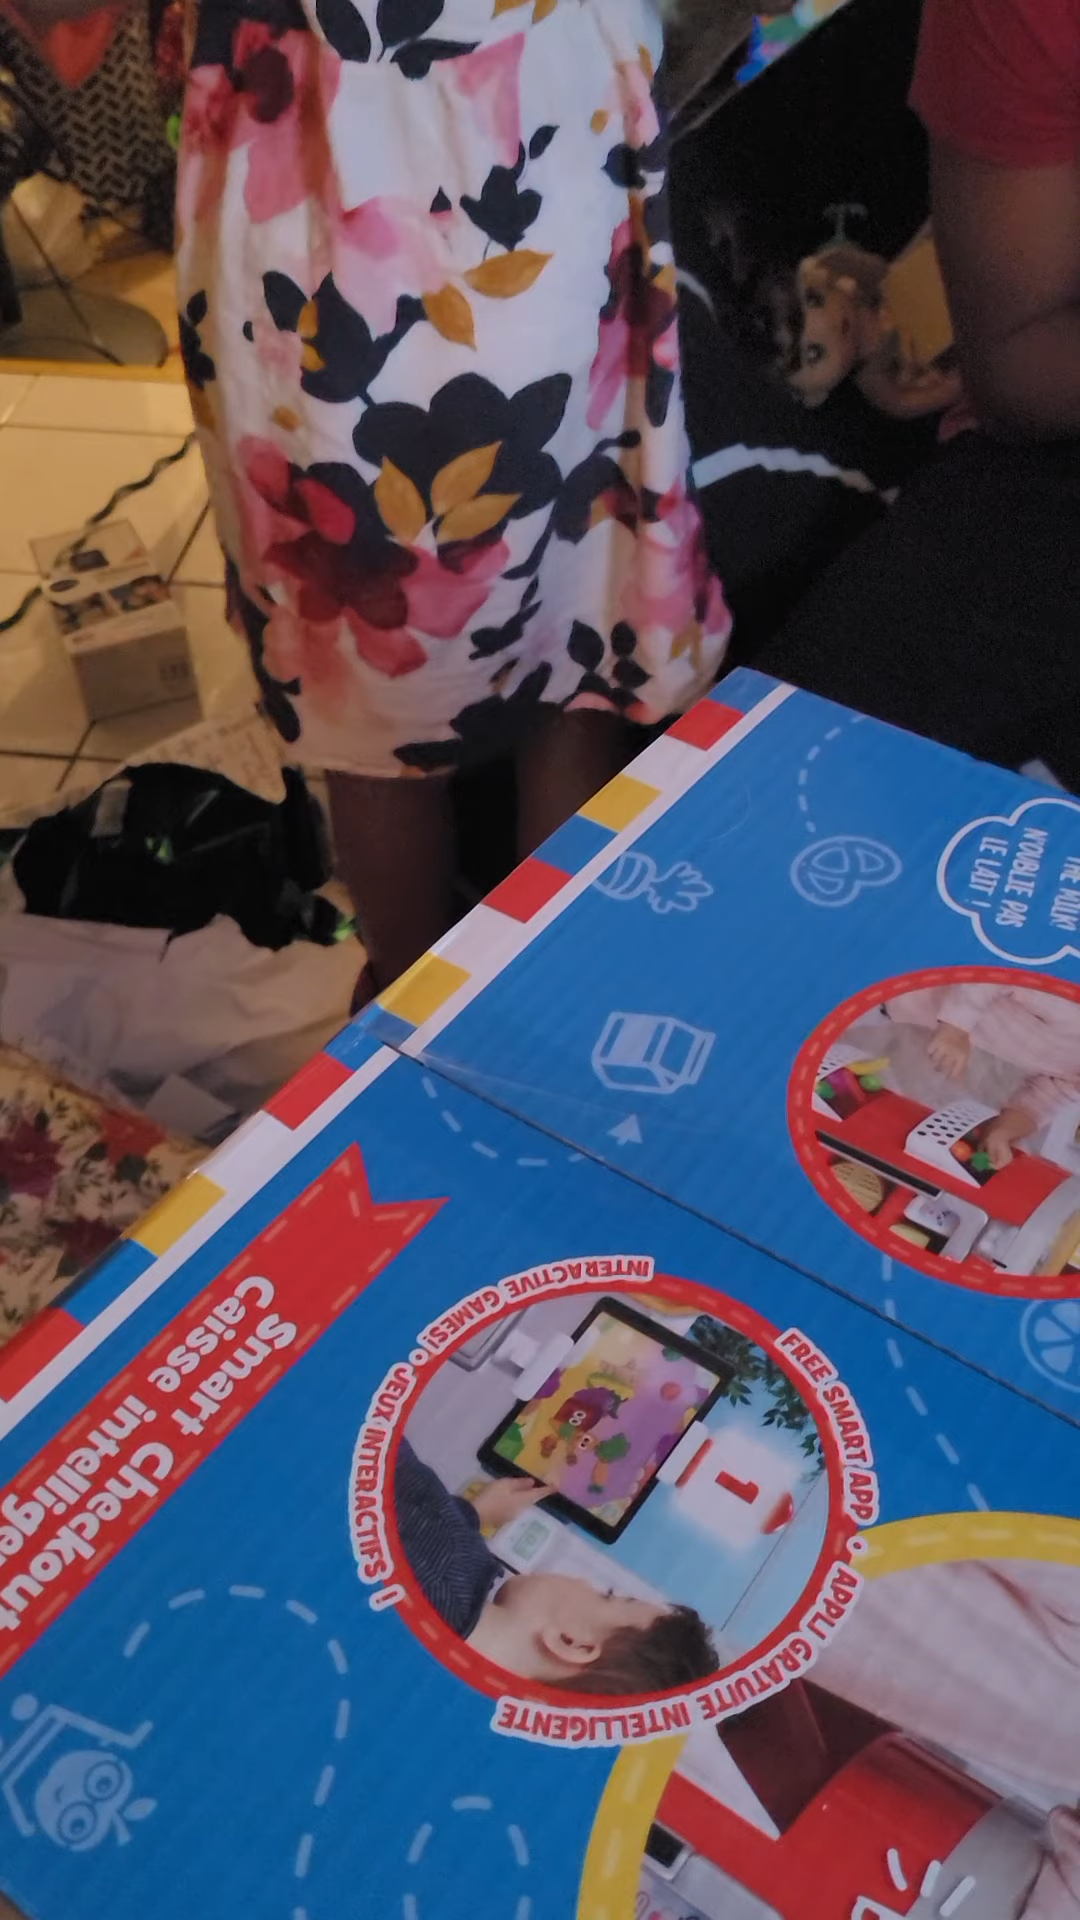 THE MILK!
N'OUBLIE PAS
LE LAIT !
Smart Checkout
Caisse
INTERACTIVE GAMES! • JEUX INTERACTIFS !
FREE SMART APP • APPLI GRATUITE INTELLIGENTE
1